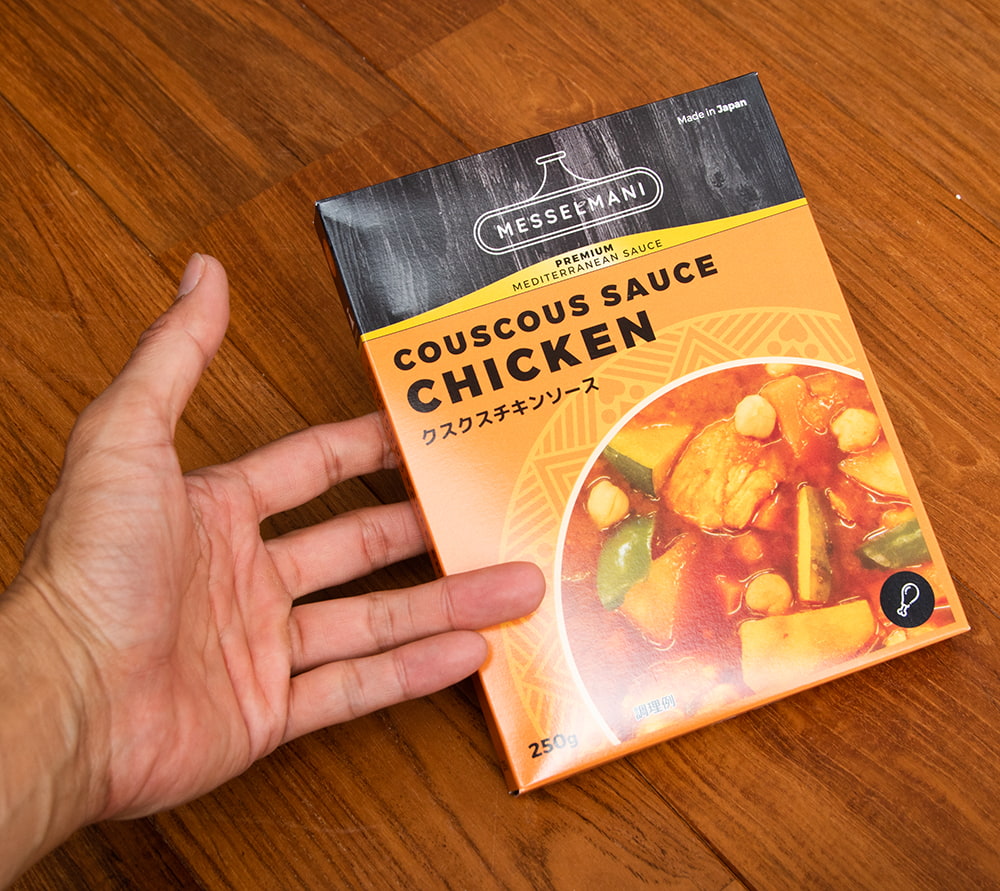 Made in Japan
MESSELMANI
PREMIUM
MEDITERRANEAN SAUCE
COUSCOUS SAUCE
CHICKEN
クスクスチキンソース
調理例
250g